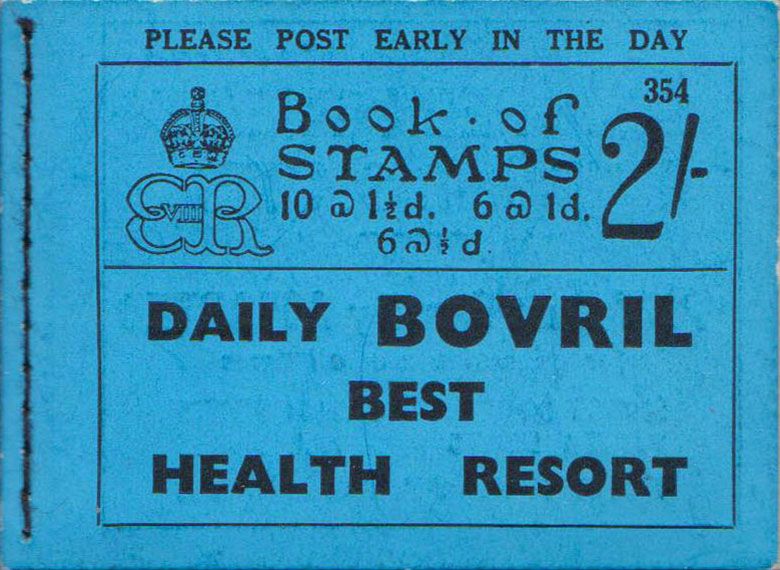 PLEASE POST EARLY IN THE DAY
354
Book · of
STAMPS
2/-
EVIIIR
10 @ 1½d. 6 @ 1d.
6 @ ½d.
DAILY BOVRIL
BEST
HEALTH RESORT